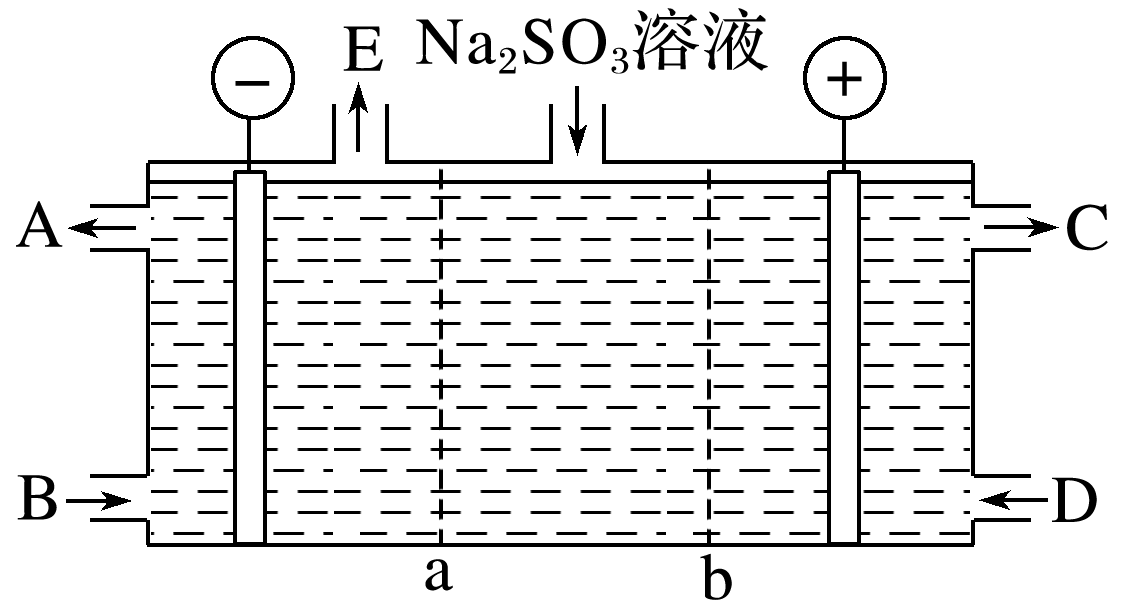 E Na₂SO₃溶液
− +
A C
B D
a b